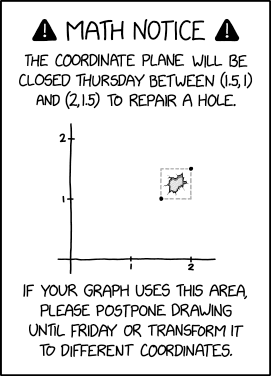 MATH NOTICE
THE COORDINATE PLANE WILL BE
CLOSED THURSDAY BETWEEN (1.5, 1)
AND (2, 1.5) TO REPAIR A HOLE.
2
1
1 2
IF YOUR GRAPH USES THIS AREA,
PLEASE POSTPONE DRAWING
UNTIL FRIDAY OR TRANSFORM IT
TO DIFFERENT COORDINATES.